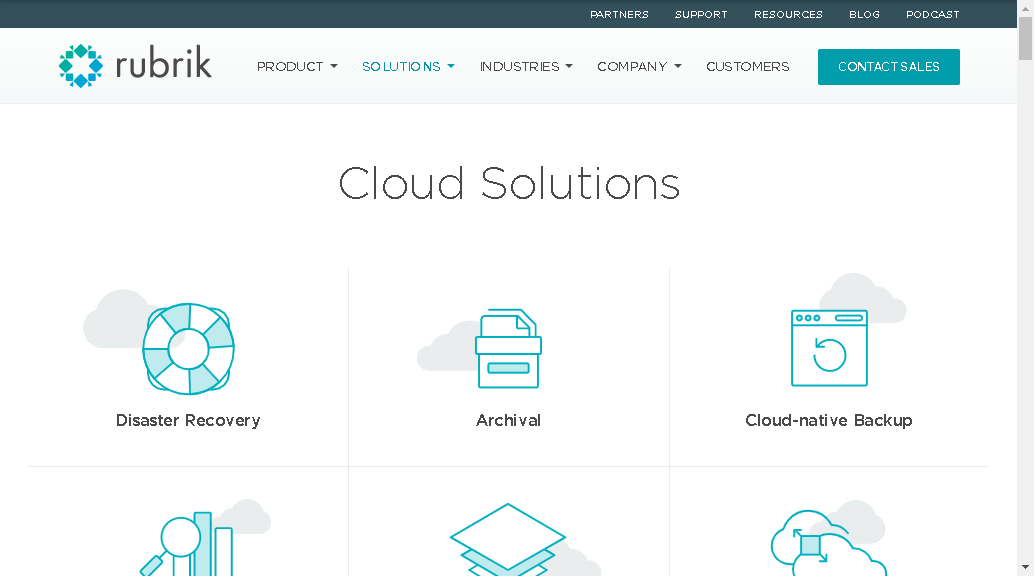 PARTNERS SUPPORT RESOURCES BLOG PODCAST
rubrik PRODUCT SOLUTIONS INDUSTRIES COMPANY CUSTOMERS CONTACT SALES
Cloud Solutions
Disaster Recovery Archival Cloud-native Backup